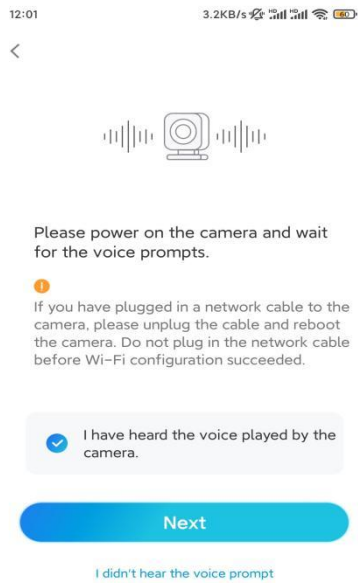 12:01
3.2KB/s
60
Please power on the camera and wait
for the voice prompts.
If you have plugged in a network cable to the
camera, please unplug the cable and reboot
the camera. Do not plug in the network cable
before Wi-Fi configuration succeeded.
I have heard the voice played by the
camera.
Next
I didn't hear the voice prompt